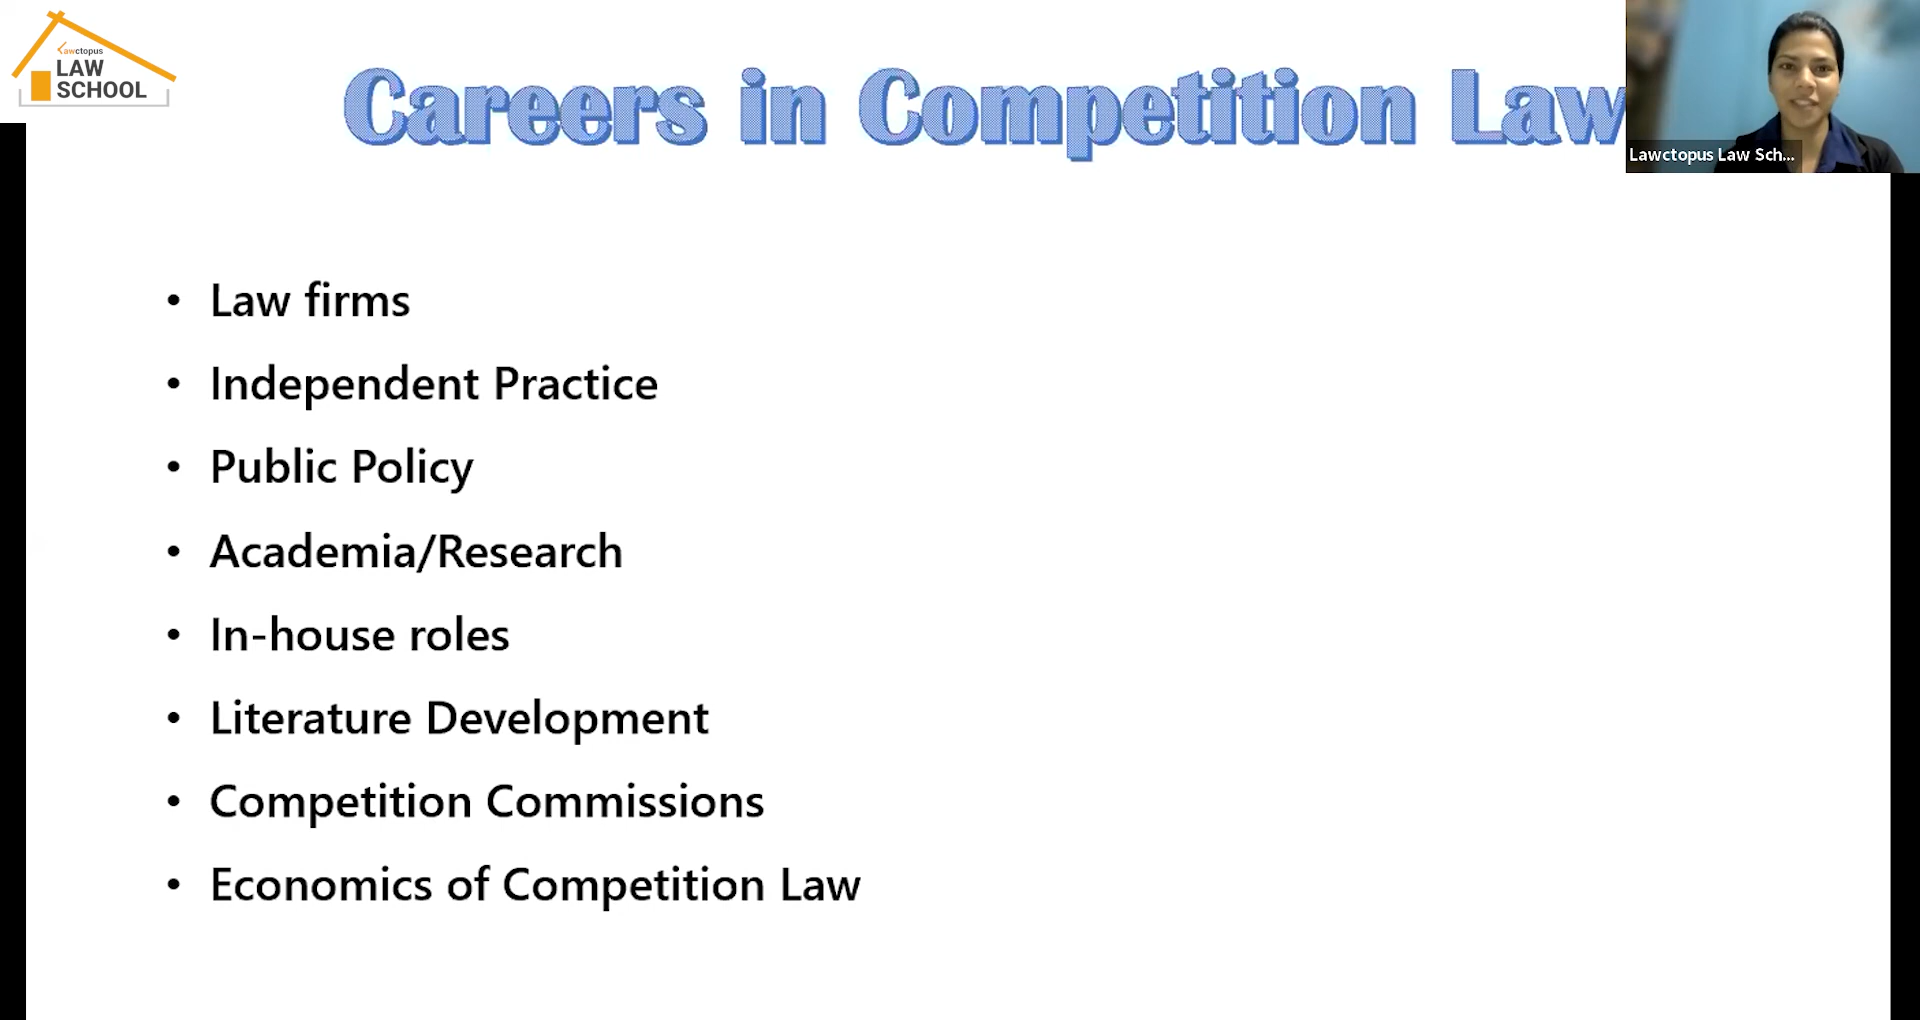 Lawctopus
LAW
SCHOOL
Careers in Competition Law
Lawctopus Law Sch...
• Law firms
• Independent Practice
• Public Policy
• Academia/Research
• In-house roles
• Literature Development
• Competition Commissions
• Economics of Competition Law